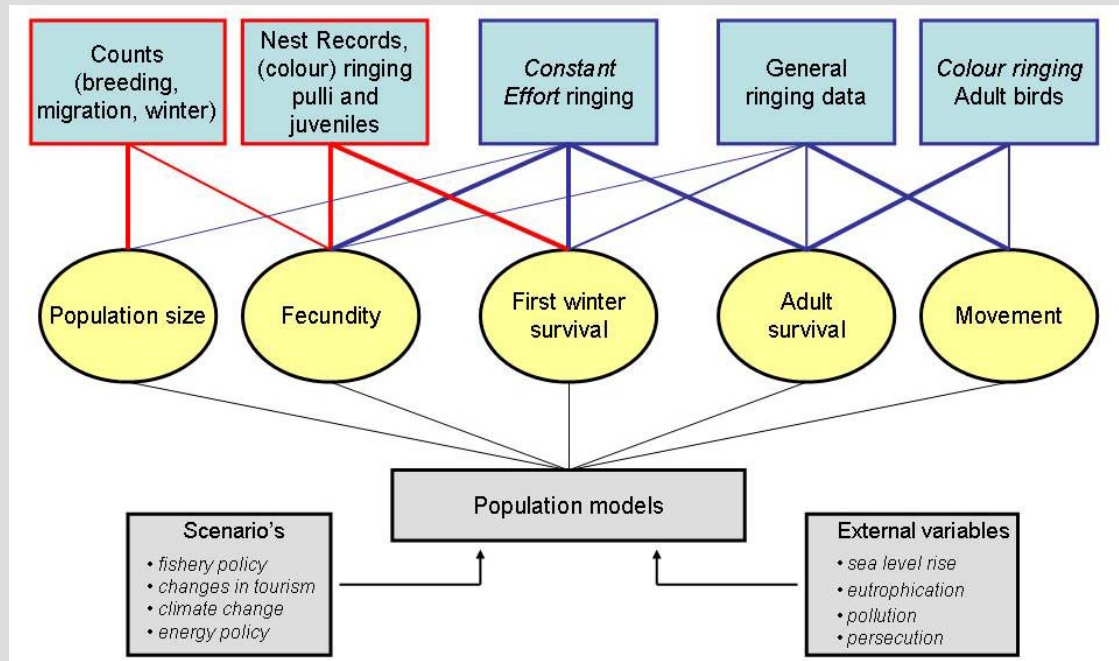 Counts
(breeding,
migration, winter)
Nest Records,
(colour) ringing
pulli and
juveniles
Constant
Effort ringing
General
ringing data
Colour ringing
Adult birds
Population size
Fecundity
First winter
survival
Adult
survival
Movement
Population models
Scenario's
• fishery policy
• changes in tourism
• climate change
• energy policy
External variables
• sea level rise
• eutrophication
• pollution
• persecution